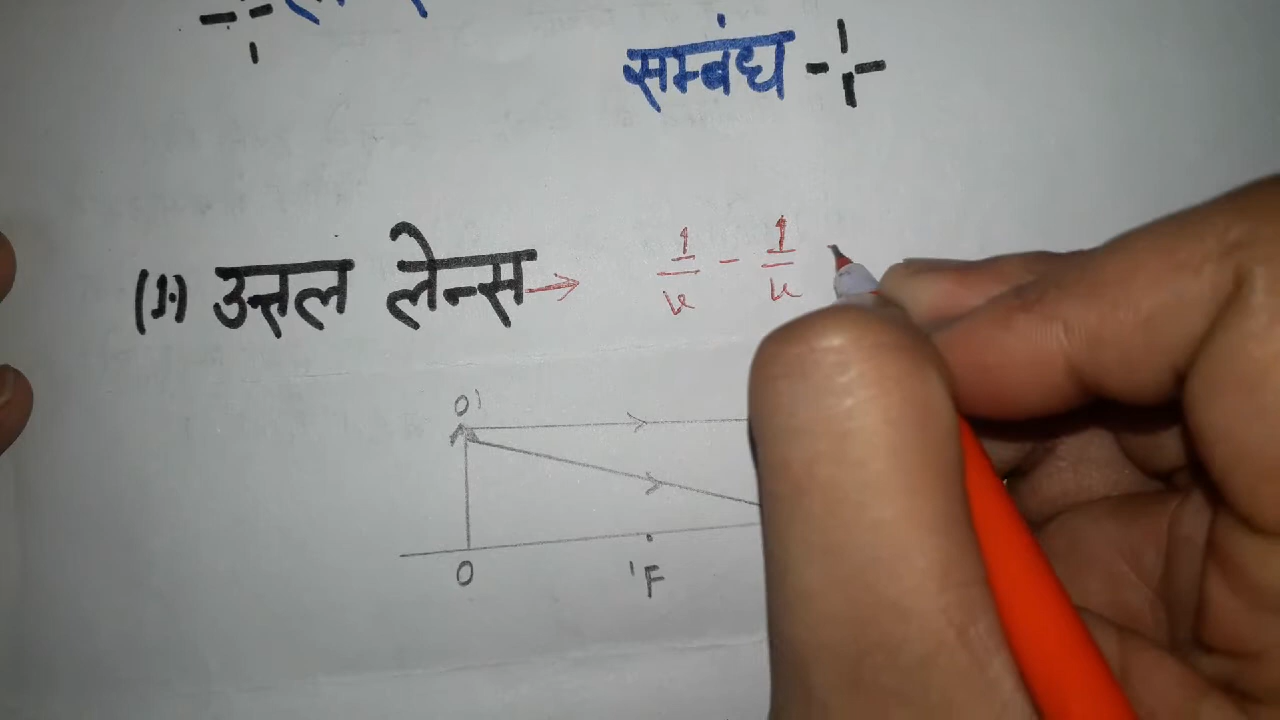 सम्बंध
(1.) उत्तल लेन्स → 1/u - 1/u
O'
O 'F